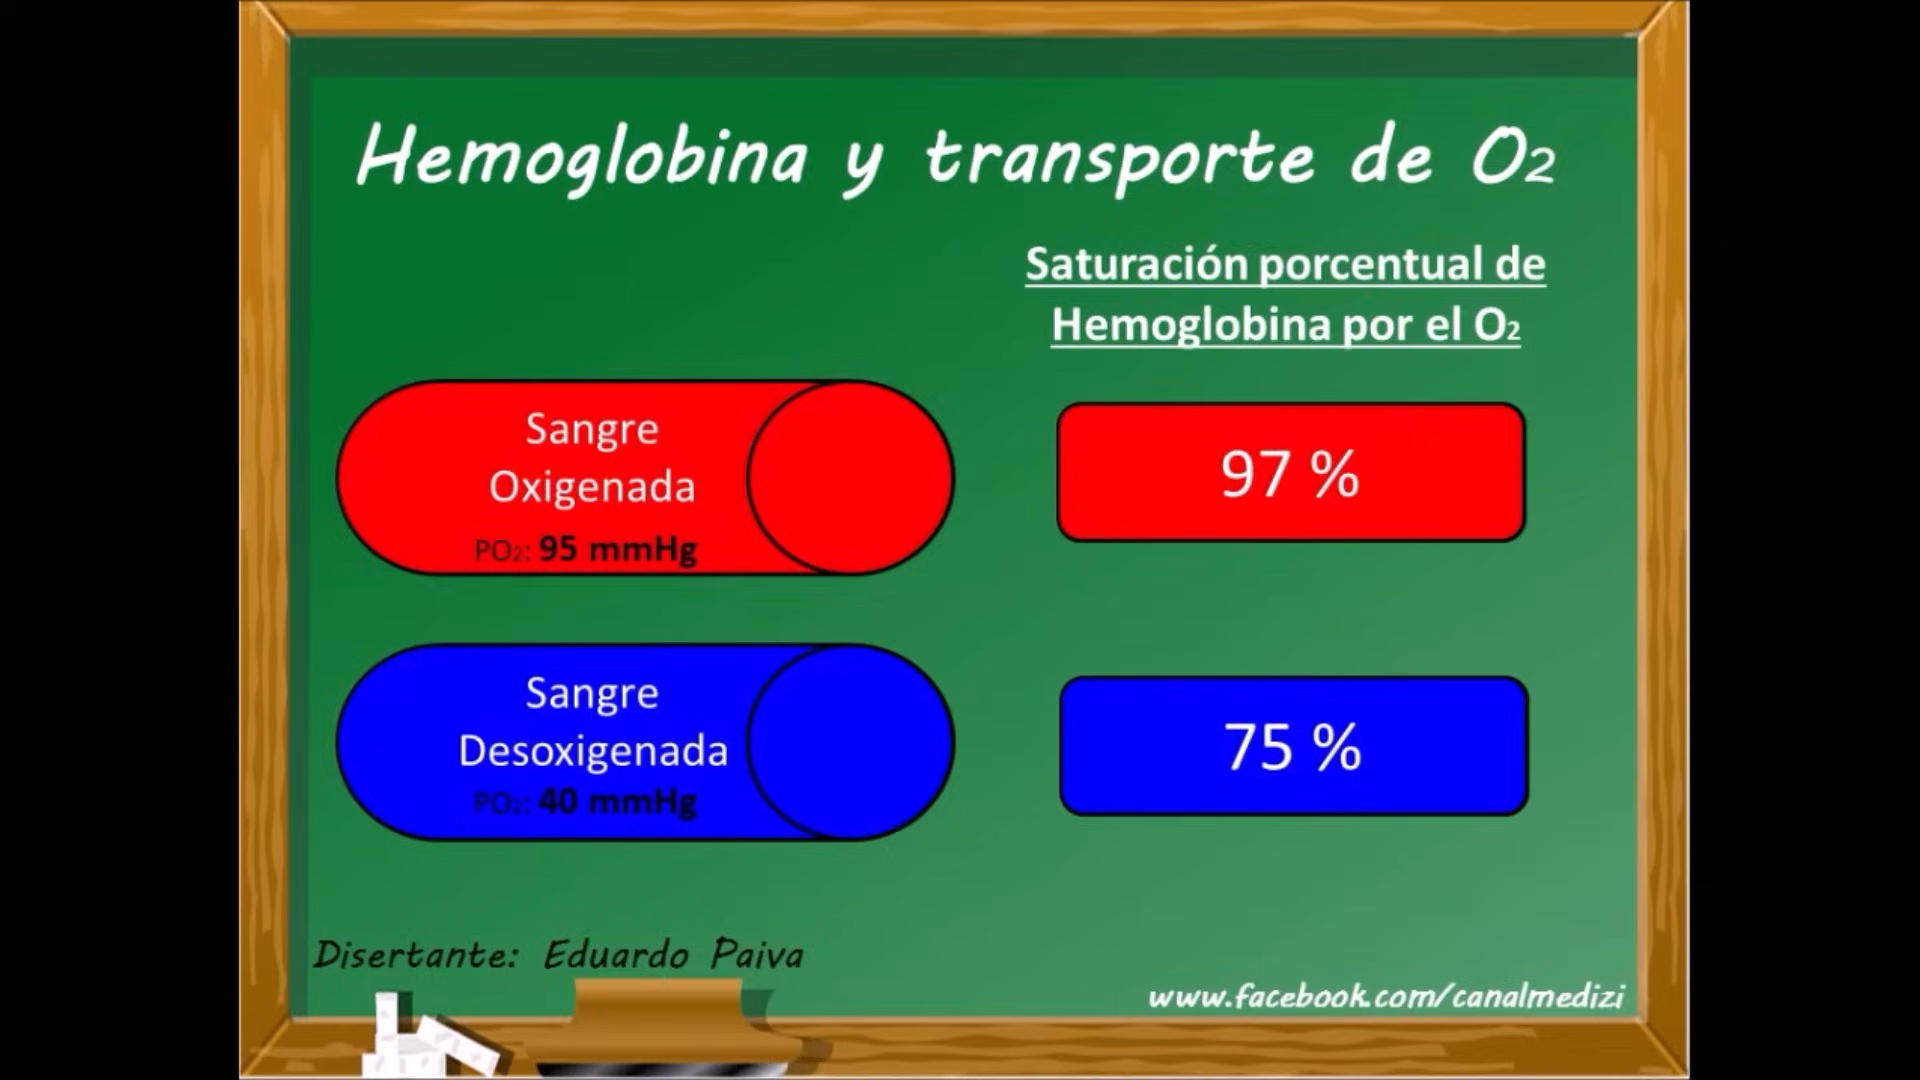 Hemoglobina y transporte de O₂
Saturación porcentual de
Hemoglobina por el O₂
Sangre
Oxigenada
PO₂: 95 mmHg
97 %
Sangre
Desoxigenada
PO₂: 40 mmHg
75 %
Disertante: Eduardo Paiva
www.facebook.com/canalmedizi